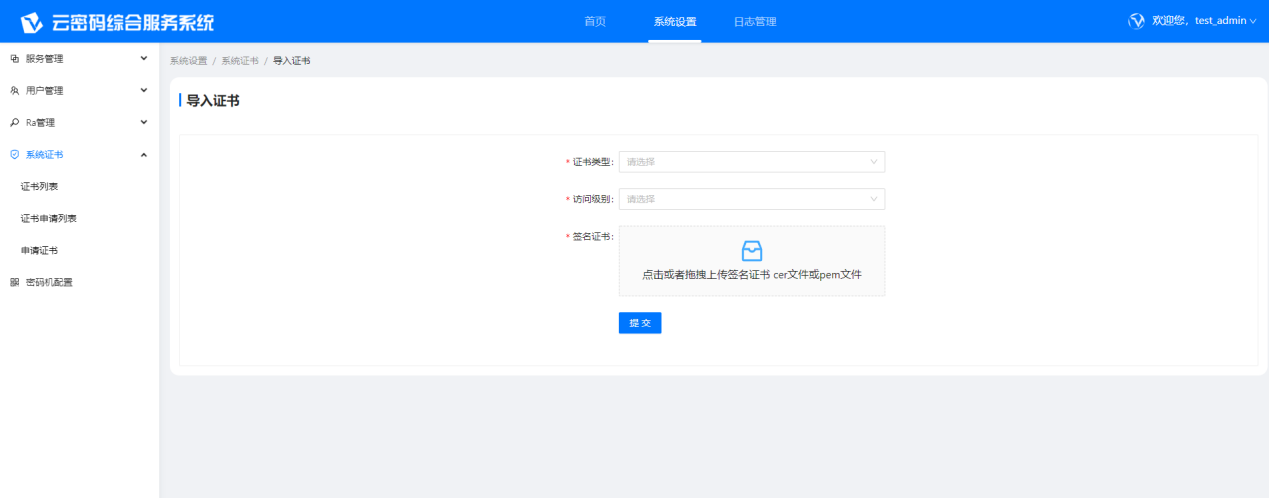 云密码综合服务系统
首页 系统设置 日志管理
欢迎您，test_admin
服务管理
用户管理
Ra管理
系统证书
证书列表
证书申请列表
申请证书
密码机配置
系统设置 / 系统证书 / 导入证书
导入证书
* 证书类型: 请选择
* 访问级别: 请选择
* 签名证书:
点击或者拖拽上传签名证书 cer文件或pem文件
提 交